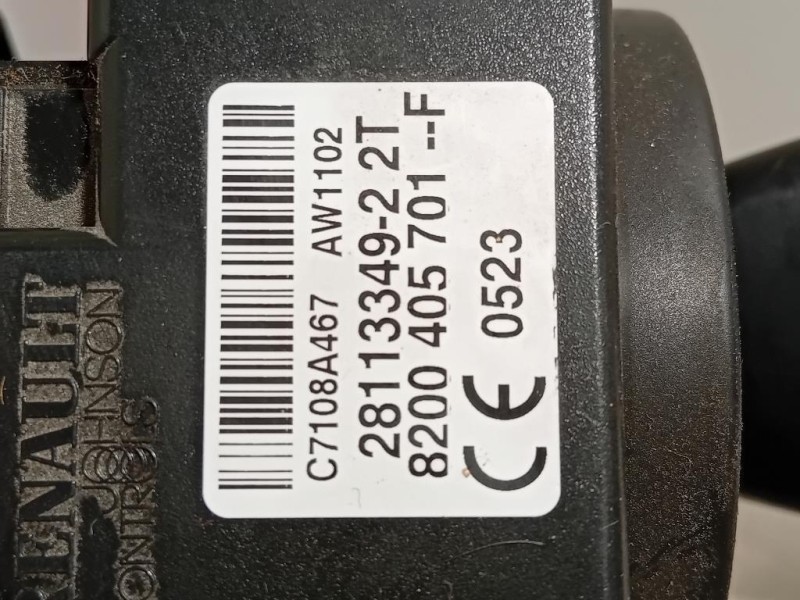 RENAULT
JOHNSON
CONTROLS
C7108A467 AW1102
28113349-2 2T
8200 405 701 --F
CE 0523